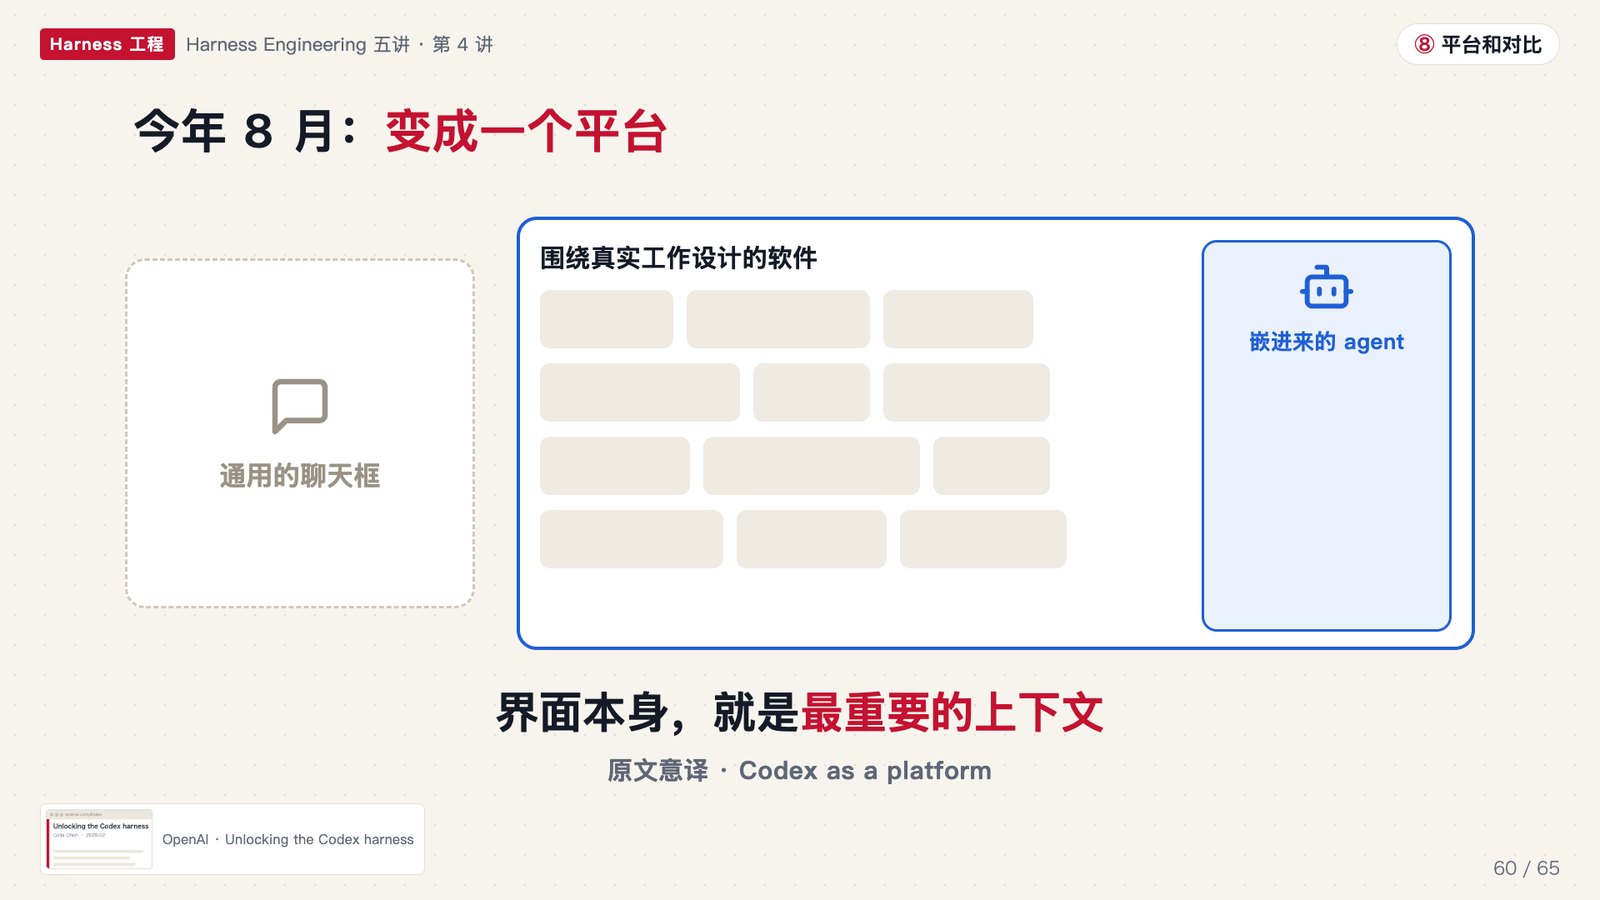 Harness 工程 Harness Engineering 五讲 · 第 4 讲
⑧ 平台和对比
今年 8 月：变成一个平台
通用的聊天框
围绕真实工作设计的软件
嵌进来的 agent
界面本身，就是最重要的上下文
原文意译 · Codex as a platform
Unlocking the Codex harness
OpenAI · Unlocking the Codex harness
60 / 65